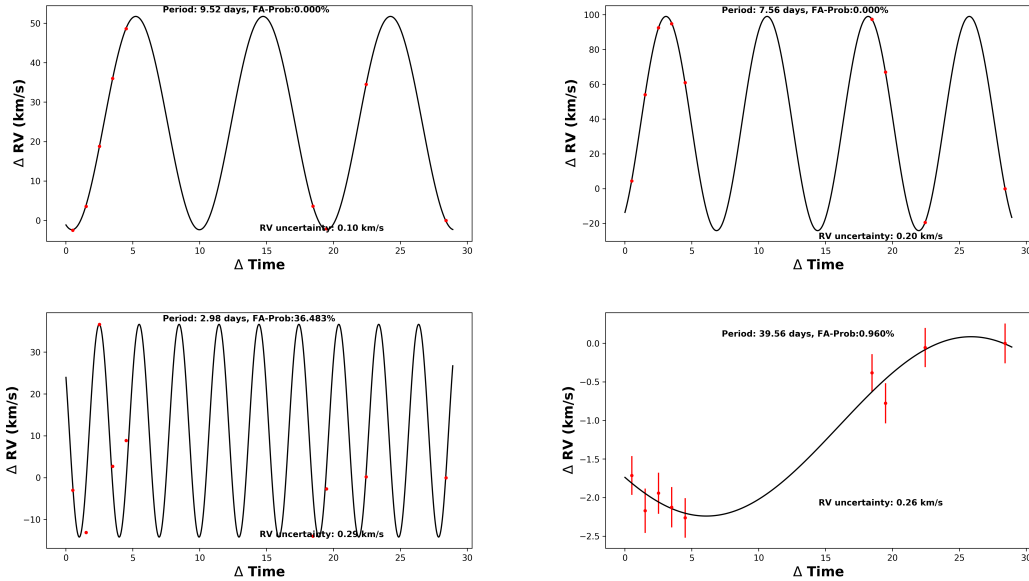 Period: 9.52 days, FA-Prob:0.000%
50
40
30
20
10
0
Δ RV (km/s)
RV uncertainty: 0.10 km/s
0 5 10 15 20 25 30
Δ Time
Period: 7.56 days, FA-Prob:0.000%
100
80
60
40
20
0
−20
Δ RV (km/s)
RV uncertainty: 0.20 km/s
0 5 10 15 20 25 30
Δ Time
Period: 2.98 days, FA-Prob:36.483%
30
20
10
0
−10
Δ RV (km/s)
RV uncertainty: 0.29 km/s
0 5 10 15 20 25 30
Δ Time
Period: 39.56 days, FA-Prob:0.960%
0.0
−0.5
−1.0
−1.5
−2.0
−2.5
Δ RV (km/s)
RV uncertainty: 0.26 km/s
0 5 10 15 20 25 30
Δ Time